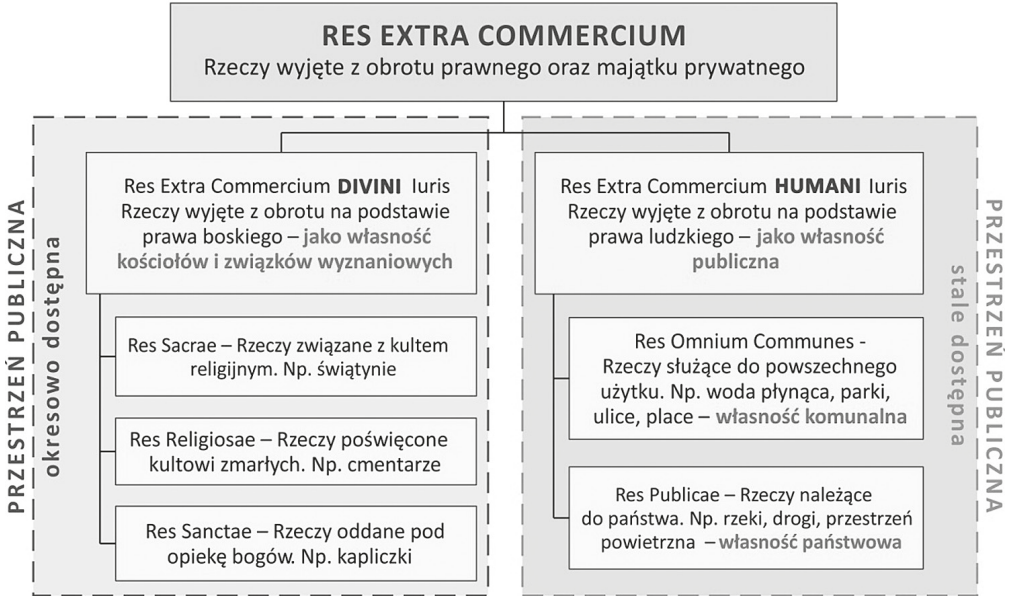 RES EXTRA COMMERCIUM
Rzeczy wyjęte z obrotu prawnego oraz majątku prywatnego
PRZESTRZEŃ PUBLICZNA
okresowo dostępna
Res Extra Commercium DIVINI Iuris
Rzeczy wyjęte z obrotu na podstawie
prawa boskiego – jako własność
kościołów i związków wyznaniowych
Res Sacrae – Rzeczy związane z kultem
religijnym. Np. świątynie
Res Religiosae – Rzeczy poświęcone
kultowi zmarłych. Np. cmentarze
Res Sanctae – Rzeczy oddane pod
opiekę bogów. Np. kapliczki
Res Extra Commercium HUMANI Iuris
Rzeczy wyjęte z obrotu na podstawie
prawa ludzkiego – jako własność
publiczna
Res Omnium Communes -
Rzeczy służące do powszechnego
użytku. Np. woda płynąca, parki,
ulice, place – własność komunalna
Res Publicae – Rzeczy należące
do państwa. Np. rzeki, drogi, przestrzeń
powietrzna – własność państwowa
stale dostępna
PRZESTRZEŃ PUBLICZNA